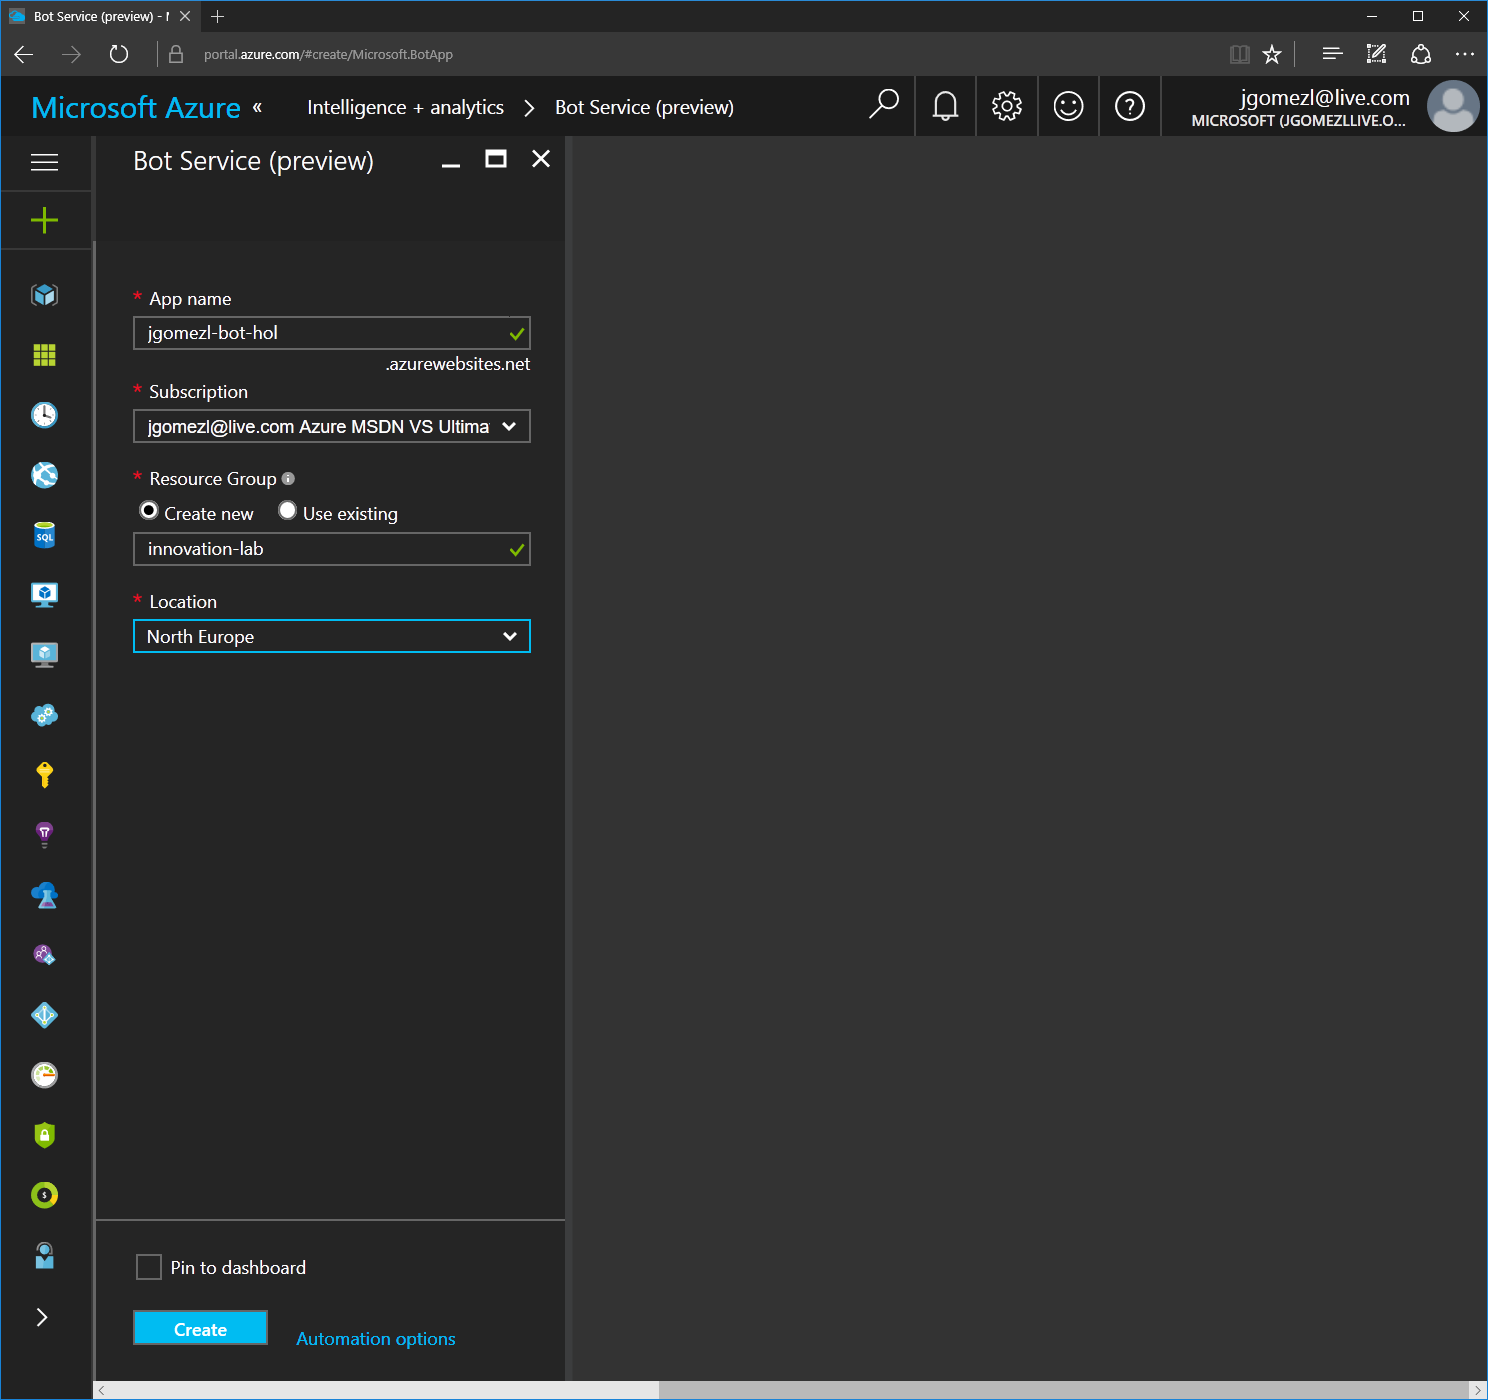 Bot Service (preview) - M
portal.azure.com/#create/Microsoft.BotApp
Microsoft Azure «
Intelligence + analytics
Bot Service (preview)
jgomezl@live.com
MICROSOFT (JGOMEZLLIVE.O...
Bot Service (preview)
* App name
jgomezl-bot-hol
.azurewebsites.net
* Subscription
jgomezl@live.com Azure MSDN VS Ultima
* Resource Group
Create new
Use existing
innovation-lab
* Location
North Europe
SQL
Pin to dashboard
Create
Automation options